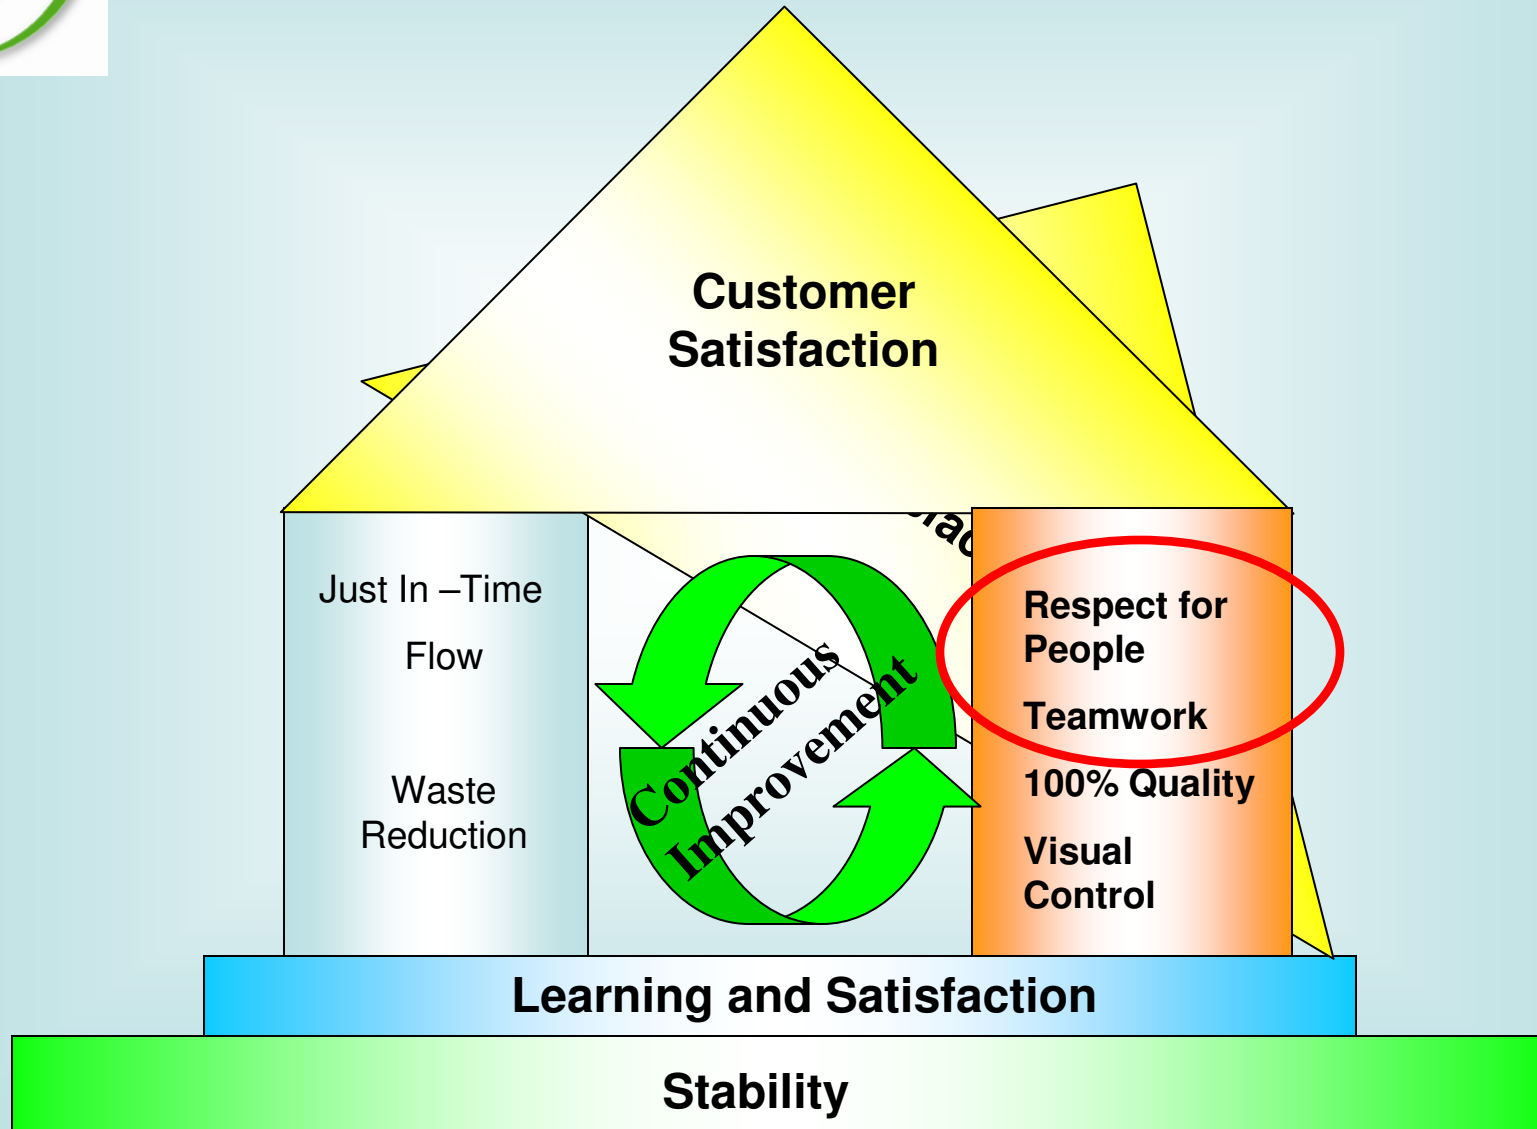 Customer
Satisfaction
Just In –Time
Flow
Waste
Reduction
Continuous
Improvement
Respect for
People
Teamwork
100% Quality
Visual
Control
Learning and Satisfaction
Stability